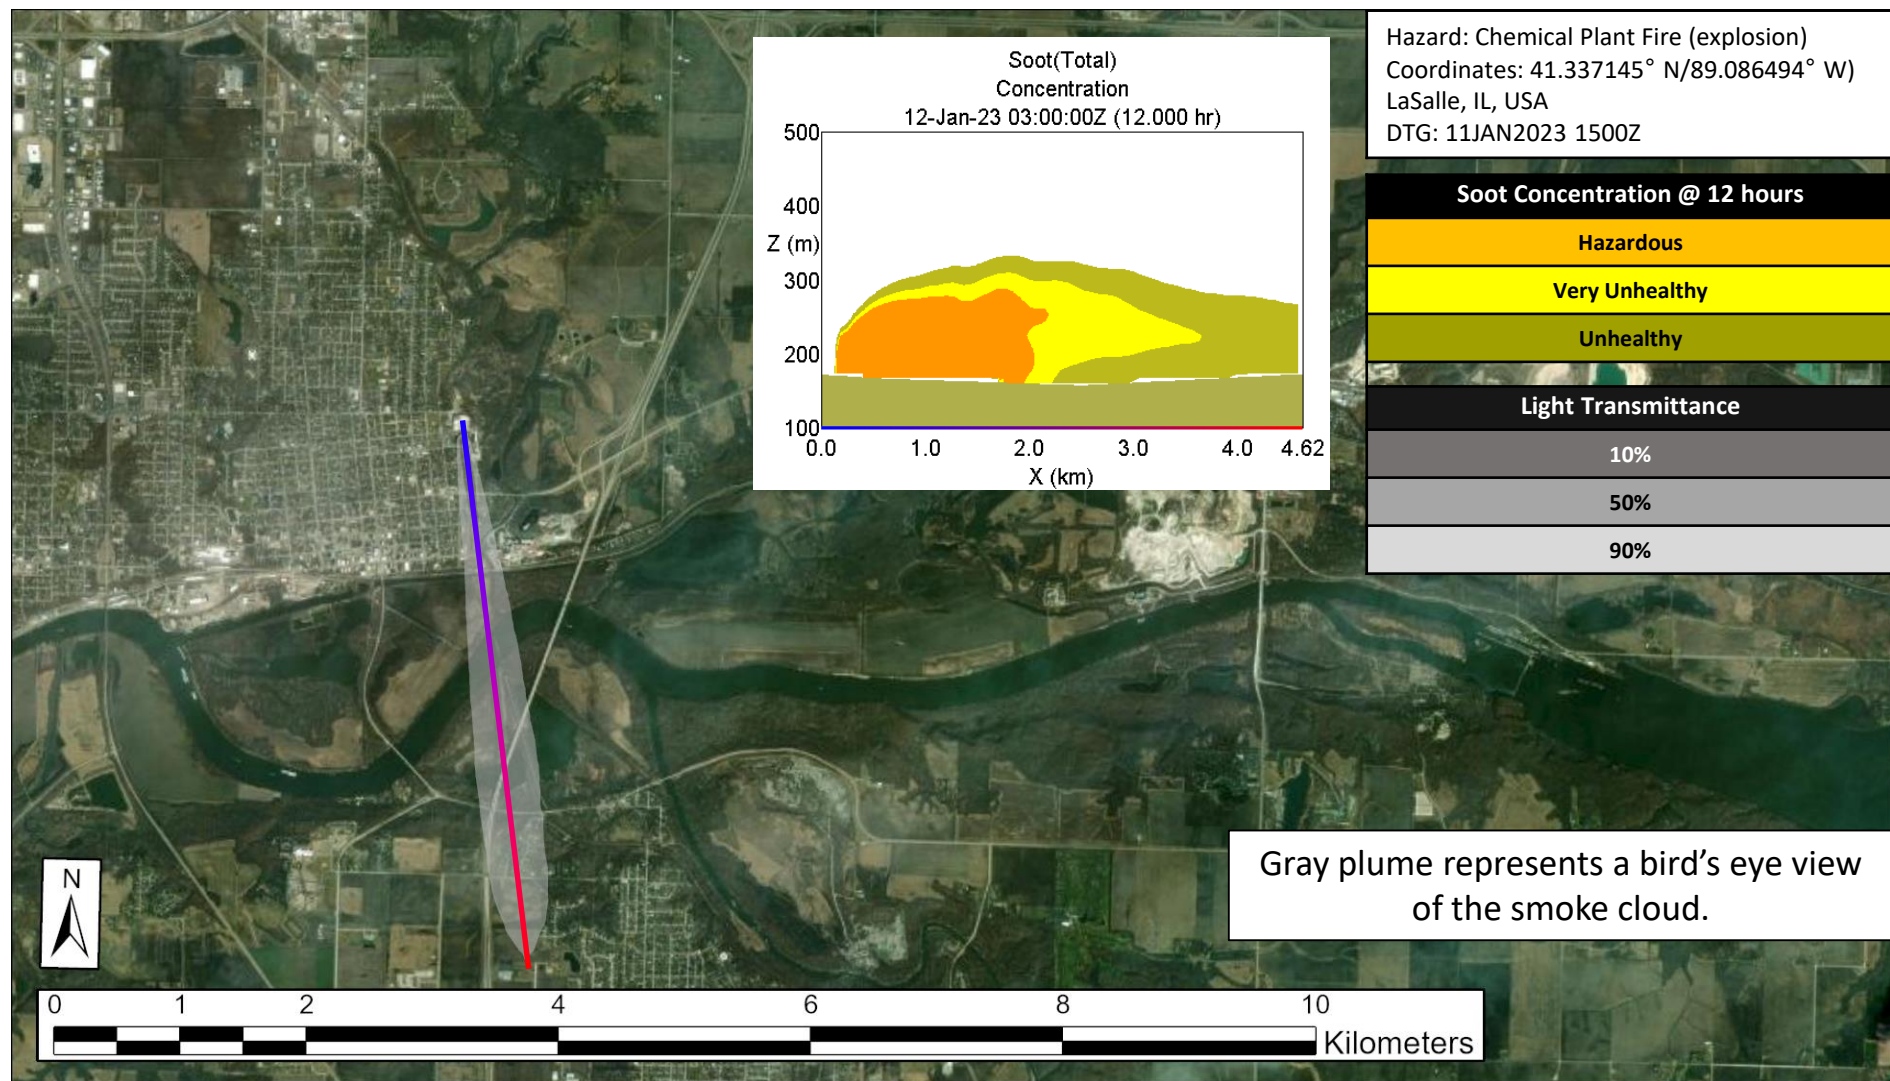 Hazard: Chemical Plant Fire (explosion)
Coordinates: 41.337145° N/89.086494° W)
LaSalle, IL, USA
DTG: 11JAN2023 1500Z
Soot(Total)
Concentration
12-Jan-23 03:00:00Z (12.000 hr)
500
400
Z (m)
300
200
100
0.0 1.0 2.0 3.0 4.0 4.62
X (km)
Soot Concentration @ 12 hours
Hazardous
Very Unhealthy
Unhealthy
Light Transmittance
10%
50%
90%
Gray plume represents a bird’s eye view
of the smoke cloud.
N
0 1 2 4 6 8 10
Kilometers